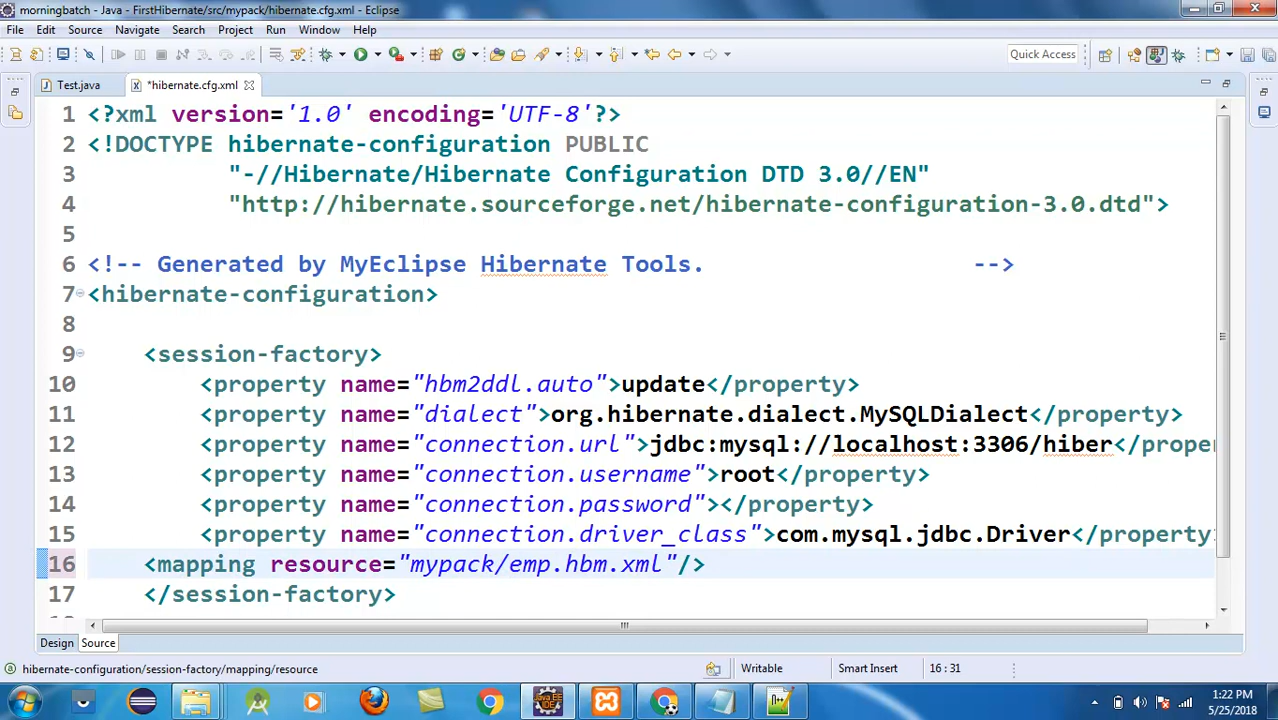 morningbatch - Java - FirstHibernate/src/mypack/hibernate.cfg.xml - Eclipse
File Edit Source Navigate Search Project Run Window Help
Quick Access
Test.java *hibernate.cfg.xml
1 <?xml version='1.0' encoding='UTF-8'?>
2 <!DOCTYPE hibernate-configuration PUBLIC
3 "-//Hibernate/Hibernate Configuration DTD 3.0//EN"
4 "http://hibernate.sourceforge.net/hibernate-configuration-3.0.dtd">
5
6 <!-- Generated by MyEclipse Hibernate Tools. -->
7 <hibernate-configuration>
8
9 <session-factory>
10 <property name="hbm2ddl.auto">update</property>
11 <property name="dialect">org.hibernate.dialect.MySQLDialect</property>
12 <property name="connection.url">jdbc:mysql://localhost:3306/hiber</proper
13 <property name="connection.username">root</property>
14 <property name="connection.password"></property>
15 <property name="connection.driver_class">com.mysql.jdbc.Driver</property
16 <mapping resource="mypack/emp.hbm.xml"/>
17 </session-factory>
Design Source
hibernate-configuration/session-factory/mapping/resource Writable Smart Insert 16 : 31
1:22 PM
5/25/2018